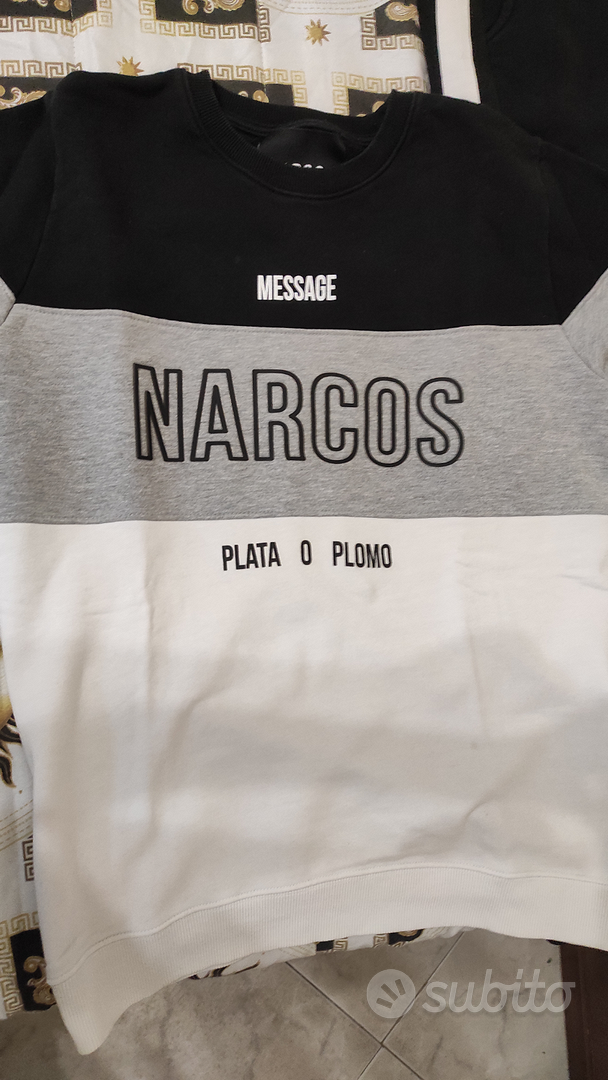 MESSAGE
NARCOS
PLATA O PLOMO
subito